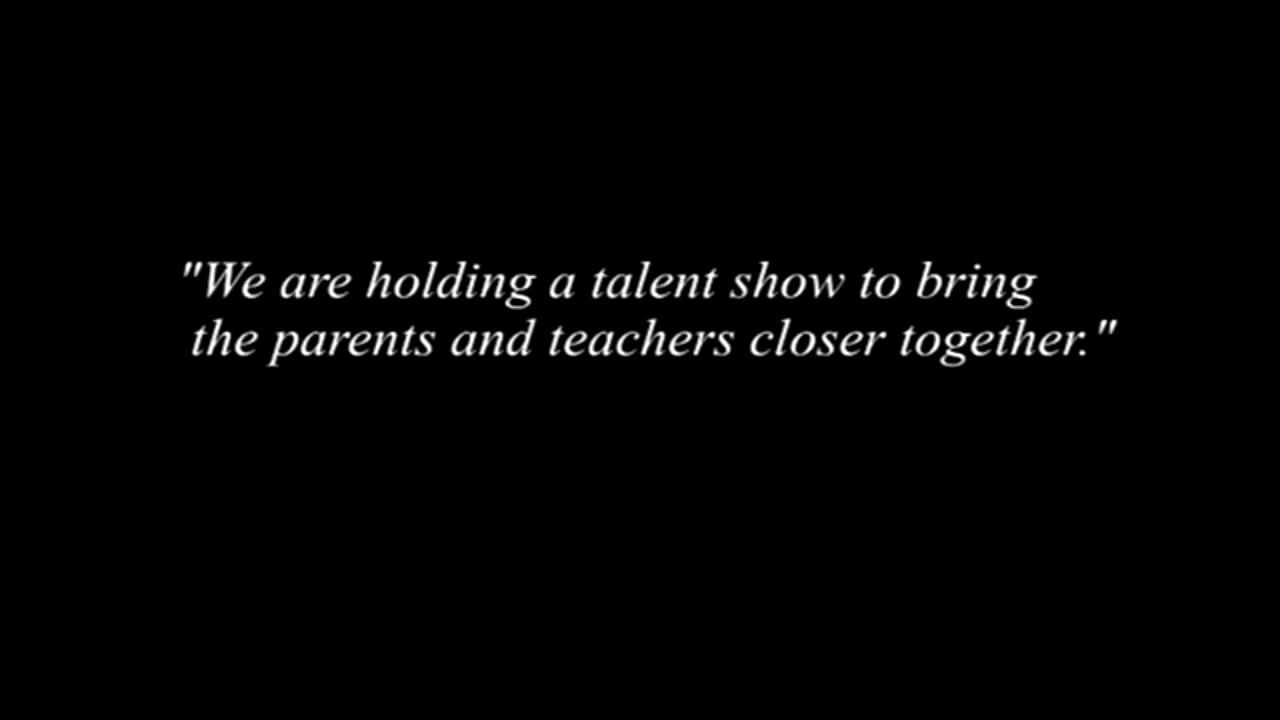 "We are holding a talent show to bring
the parents and teachers closer together."